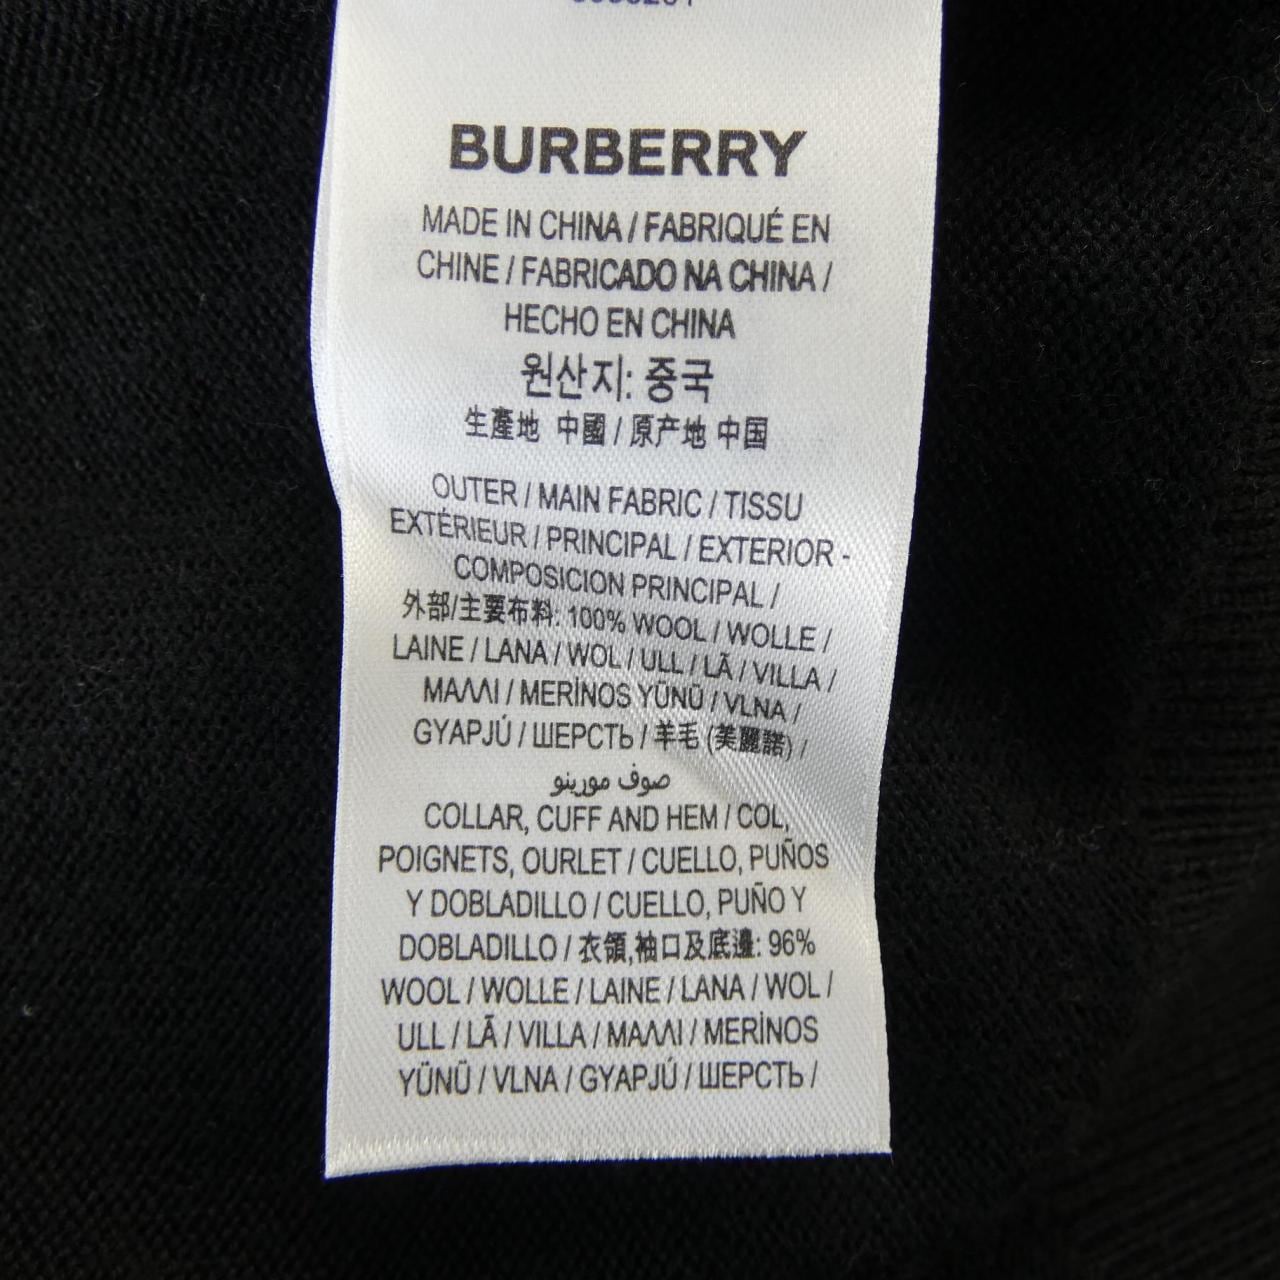 BURBERRY
MADE IN CHINA / FABRIQUÉ EN
CHINE / FABRICADO NA CHINA /
HECHO EN CHINA
원산지: 중국
生產地 中國 / 原产地 中国
OUTER / MAIN FABRIC / TISSU
EXTÉRIEUR / PRINCIPAL / EXTERIOR -
COMPOSICION PRINCIPAL /
外部/主要布料: 100% WOOL / WOLLE /
LAINE / LANA / WOL / ULL / LÃ / VILLA /
ΜΑΛΛΙ / MERİNOS YÜNÜ / VLNA /
GYAPJÚ / ШЕРСТЬ / 羊毛 (美麗諾) /
صوف مورينو
COLLAR, CUFF AND HEM / COL,
POIGNETS, OURLET / CUELLO, PUÑOS
Y DOBLADILLO / CUELLO, PUÑO Y
DOBLADILLO / 衣領,袖口及底邊: 96%
WOOL / WOLLE / LAINE / LANA / WOL /
ULL / LÃ / VILLA / ΜΑΛΛΙ / MERİNOS
YÜNÜ / VLNA / GYAPJÚ / ШЕРСТЬ /